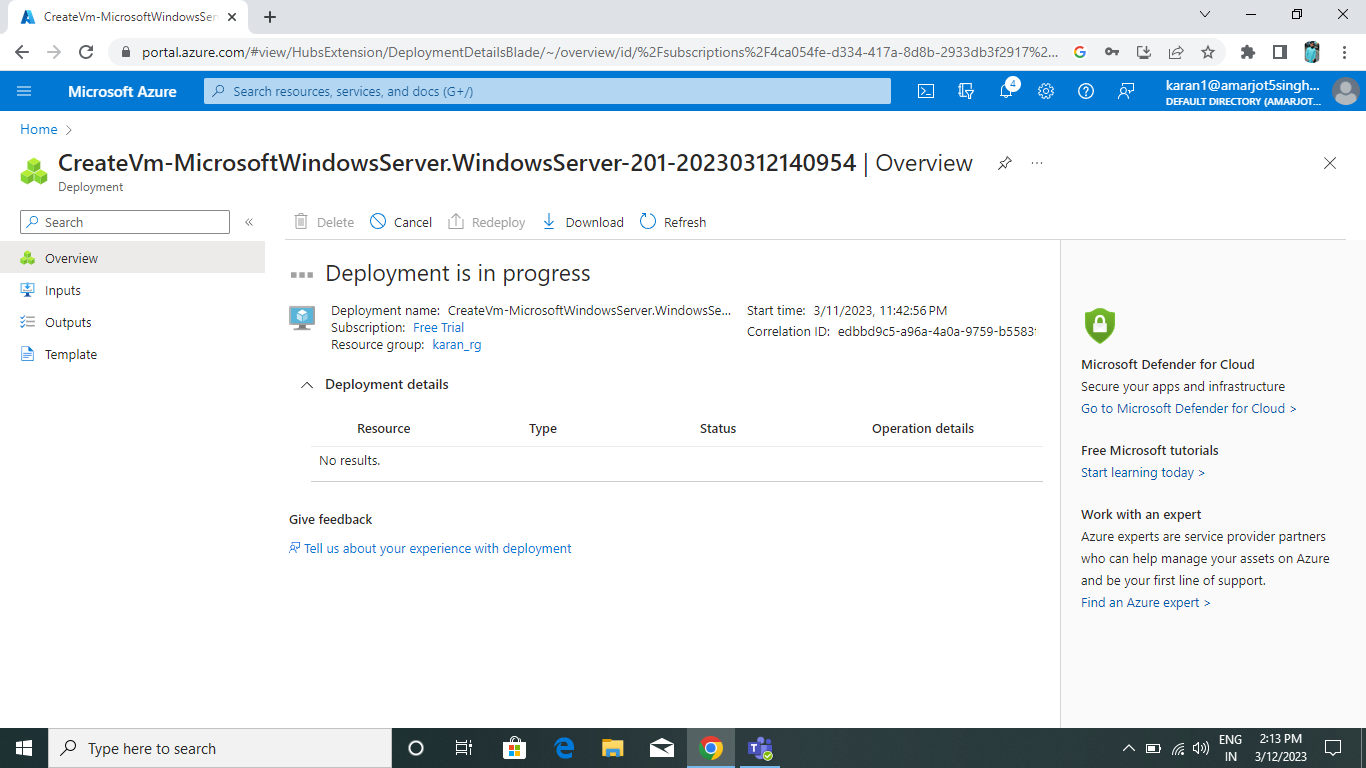 CreateVm-MicrosoftWindowsSer
portal.azure.com/#view/HubsExtension/DeploymentDetailsBlade/~/overview/id/%2Fsubscriptions%2F4ca054fe-d334-417a-8d8b-2933db3f2917%2...
Microsoft Azure
Search resources, services, and docs (G+/)
4
karan1@amarjot5singh...
DEFAULT DIRECTORY (AMARJOT...
Home
CreateVm-MicrosoftWindowsServer.WindowsServer-201-20230312140954 | Overview
Deployment
Search
«
Delete
Cancel
Redeploy
Download
Refresh
Overview
Inputs
Outputs
Template
Deployment is in progress
Deployment name: CreateVm-MicrosoftWindowsServer.WindowsSe...
Subscription: Free Trial
Resource group: karan_rg
Start time: 3/11/2023, 11:42:56 PM
Correlation ID: edbbd9c5-a96a-4a0a-9759-b5583
Deployment details
Resource Type Status Operation details
No results.
Give feedback
Tell us about your experience with deployment
Microsoft Defender for Cloud
Secure your apps and infrastructure
Go to Microsoft Defender for Cloud >
Free Microsoft tutorials
Start learning today >
Work with an expert
Azure experts are service provider partners
who can help manage your assets on Azure
and be your first line of support.
Find an Azure expert >
Type here to search
ENG
IN
2:13 PM
3/12/2023